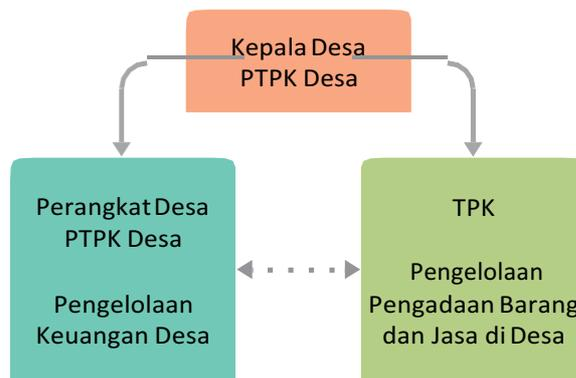 Kepala Desa
PTPK Desa
Perangkat Desa
PTPK Desa
Pengelolaan
Keuangan Desa
TPK
Pengelolaan
Pengadaan Barang
dan Jasa di Desa